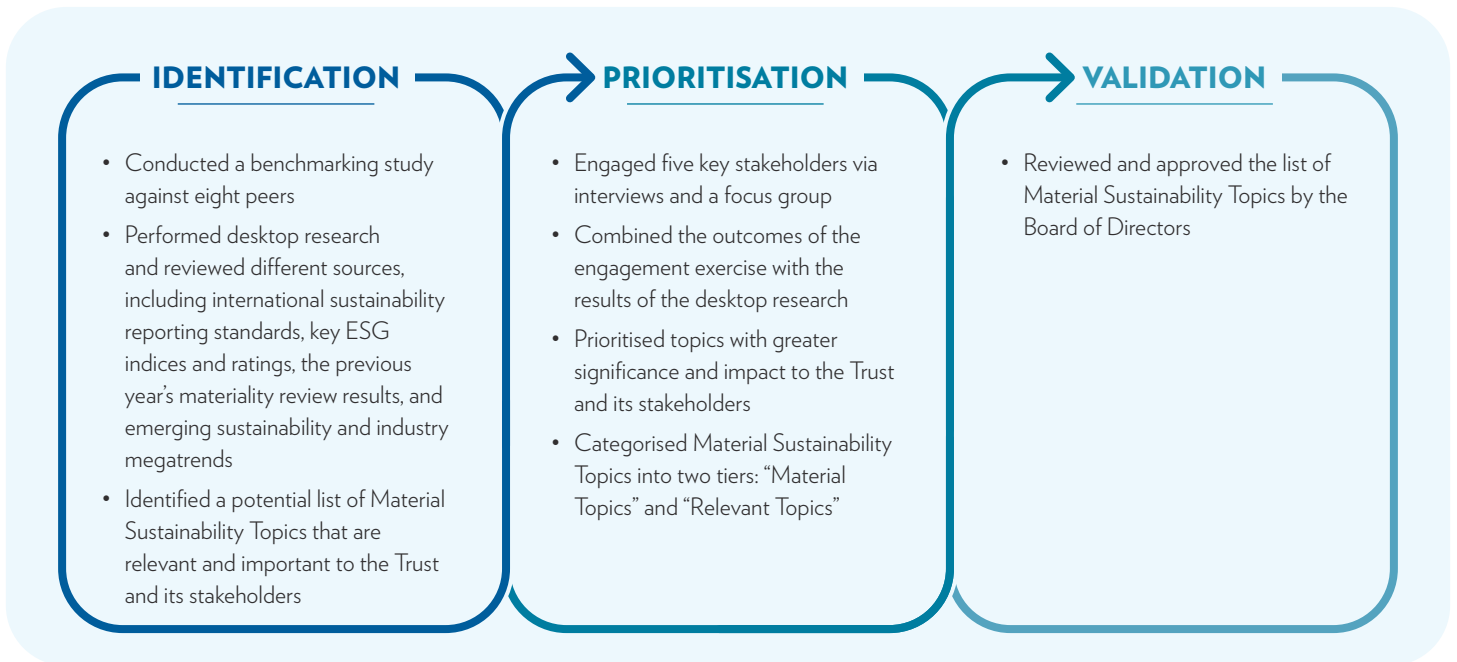 IDENTIFICATION
• Conducted a benchmarking study
against eight peers
• Performed desktop research
and reviewed different sources,
including international sustainability
reporting standards, key ESG
indices and ratings, the previous
year’s materiality review results, and
emerging sustainability and industry
megatrends
• Identified a potential list of Material
Sustainability Topics that are
relevant and important to the Trust
and its stakeholders
PRIORITISATION
• Engaged five key stakeholders via
interviews and a focus group
• Combined the outcomes of the
engagement exercise with the
results of the desktop research
• Prioritised topics with greater
significance and impact to the Trust
and its stakeholders
• Categorised Material Sustainability
Topics into two tiers: “Material
Topics” and “Relevant Topics”
VALIDATION
• Reviewed and approved the list of
Material Sustainability Topics by the
Board of Directors